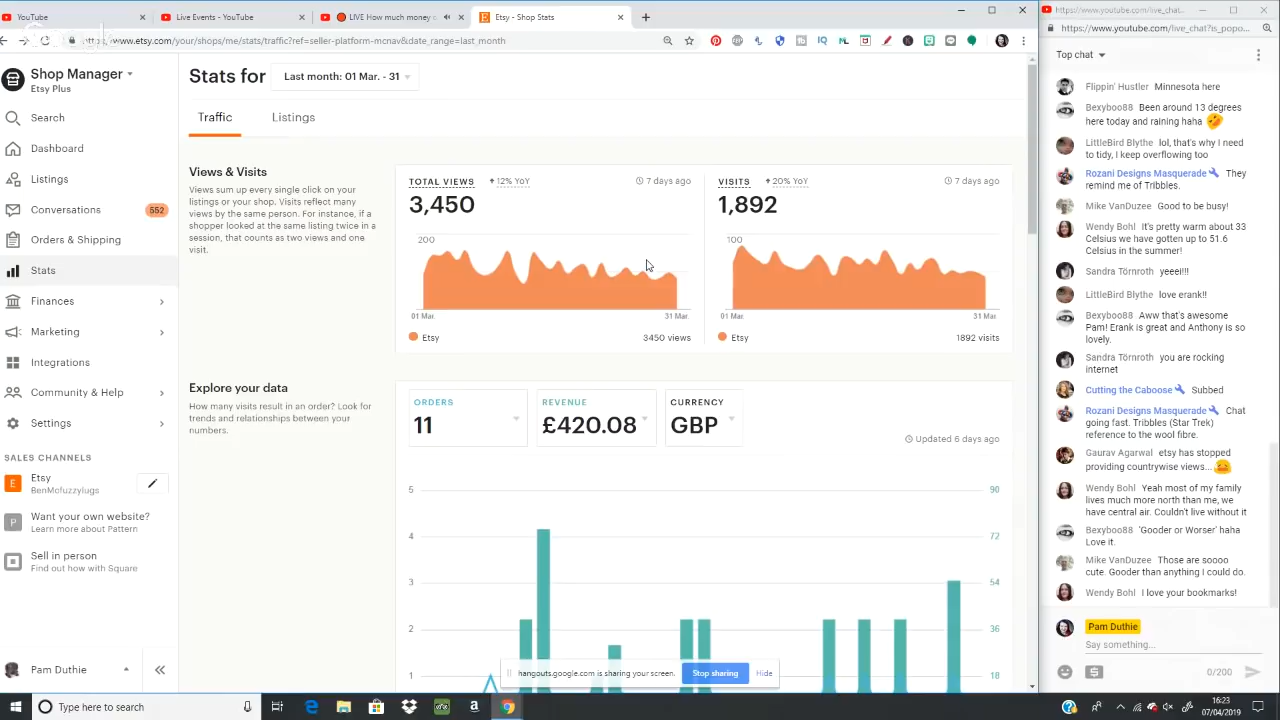 YouTube
Live Events - YouTube
LIVE How much money
Etsy - Shop Stats
https://www.youtube.com/live_chat?is_popo...
https://www.youtube.com/live_chat?is_popo...
www.etsy.com/your/shops/me/stats/traffic?ref=seller-platform-mcnav&date_range=last_month
Shop Manager
Etsy Plus
Search
Dashboard
Listings
Conversations
552
Orders & Shipping
Stats
Finances
Marketing
Integrations
Community & Help
Settings
SALES CHANNELS
Etsy
BenMcfuzzylugs
Want your own website?
Learn more about Pattern
Sell in person
Find out how with Square
Pam Duthie
Stats for
Last month: 01 Mar. - 31
Traffic
Listings
Views & Visits
Views sum up every single click on your
listings or your shop. Visits reflect many
views by the same person. For instance, if a
shopper looked at the same listing twice in a
session, that counts as two views and one
visit.
TOTAL VIEWS
12% YoY
7 days ago
3,450
200
01 Mar.
31 Mar.
Etsy
3450 views
VISITS
20% YoY
7 days ago
1,892
100
01 Mar.
31 Mar.
Etsy
1892 visits
Explore your data
How many visits result in an order? Look for
trends and relationships between your
numbers.
ORDERS
11
REVENUE
£420.08
CURRENCY
GBP
Updated 6 days ago
5
90
4
72
3
54
2
36
1
18
hangouts.google.com is sharing your screen.
Stop sharing
Hide
Top chat
Flippin' Hustler Minnesota here
Bexyboo88 Been around 13 degrees
here today and raining haha
LittleBird Blythe lol, that's why I need
to tidy, I keep overflowing too
Rozani Designs Masquerade They
remind me of Tribbles.
Mike VanDuzee Good to be busy!
Wendy Bohl it's pretty warm about 33
Celsius we have gotten up to 51.6
Celsius in the summer!
Sandra Törnroth yeeei!!!
LittleBird Blythe love erank!!
Bexyboo88 Aww that's awesome
Pam! Erank is great and Anthony is so
lovely.
Sandra Törnroth you are rocking
internet
Cutting the Caboose Subbed
Rozani Designs Masquerade Chat
going fast. Tribbles (Star Trek)
reference to the wool fibre.
Gaurav Agarwal etsy has stopped
providing countrywise views...
Wendy Bohl Yeah most of my family
lives much more north than me, we
have central air. Couldn't live without it
Bexyboo88 'Gooder or Worser' haha
Love it.
Mike VanDuzee Those are soooo
cute. Gooder than anything I could do.
Wendy Bohl I love your bookmarks!
Pam Duthie
Say something...
0/200
Type here to search
16:23
07/04/2019